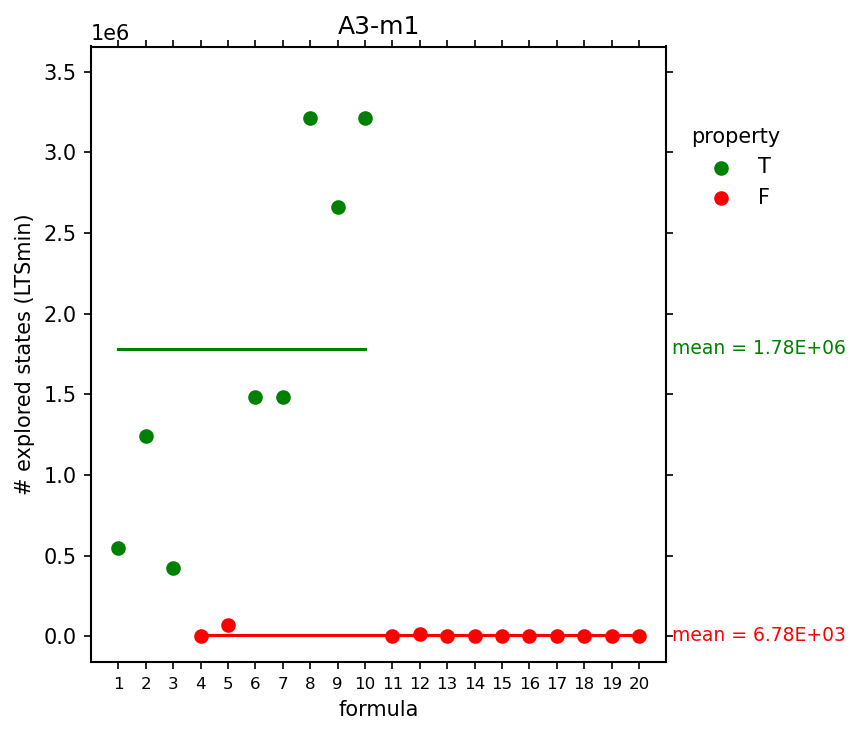 A3-m1
1e6
3.5
3.0
2.5
2.0
1.5
1.0
0.5
0.0
# explored states (LTSmin)
1 2 3 4 5 6 7 8 9 10 11 12 13 14 15 16 17 18 19 20
formula
property
T
F
mean = 1.78E+06
mean = 6.78E+03